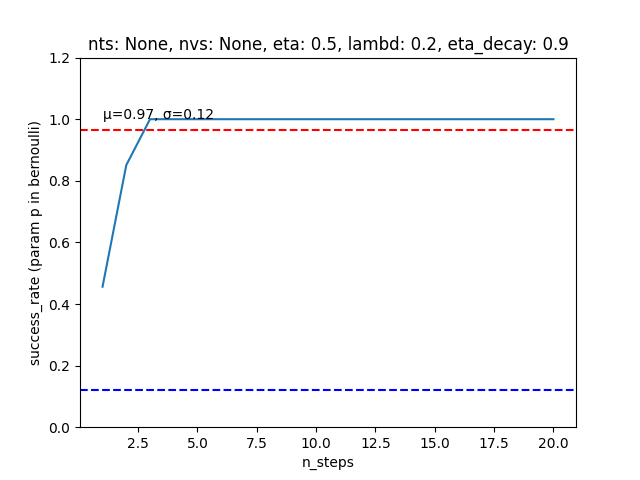 nts: None, nvs: None, eta: 0.5, lambd: 0.2, eta_decay: 0.9
1.2
1.0
0.8
0.6
0.4
0.2
0.0
success_rate (param p in bernoulli)
μ=0.97, σ=0.12
2.5 5.0 7.5 10.0 12.5 15.0 17.5 20.0
n_steps